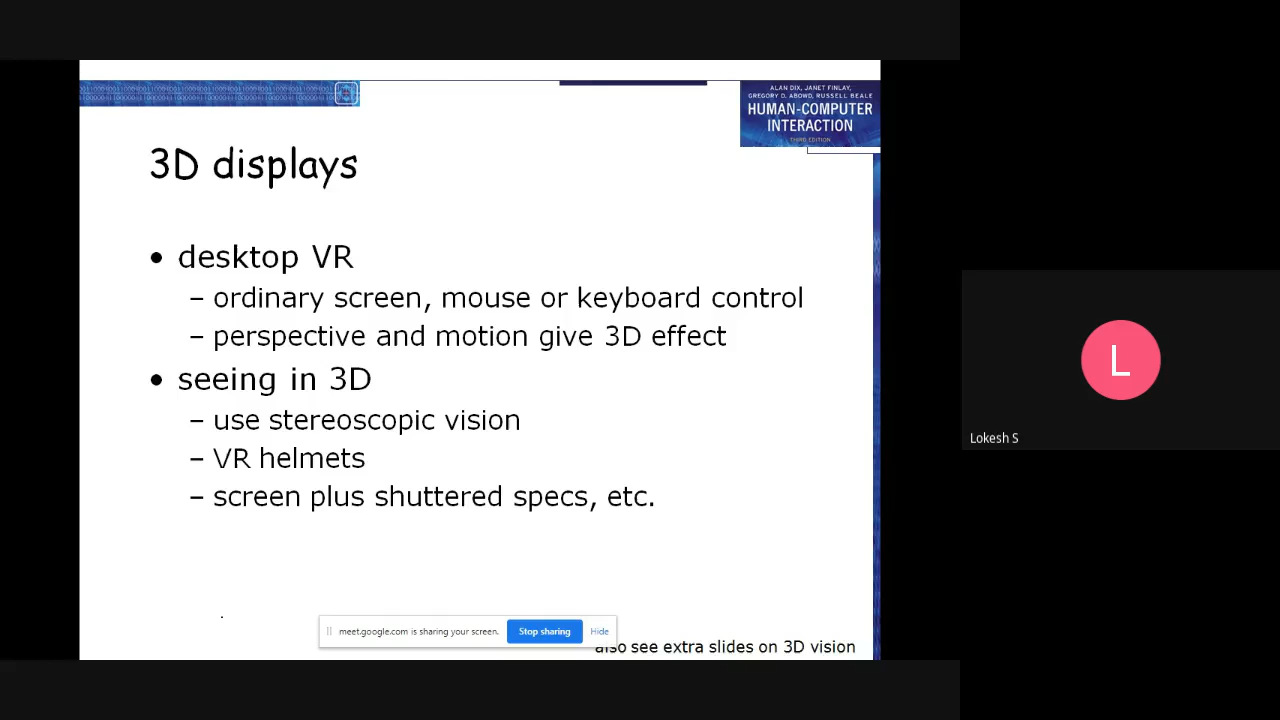 ALAN DIX, JANET FINLAY,
GREGORY D. ABOWD, RUSSELL BEALE
HUMAN-COMPUTER
INTERACTION
THIRD EDITION
3D displays
• desktop VR
– ordinary screen, mouse or keyboard control
– perspective and motion give 3D effect
• seeing in 3D
– use stereoscopic vision
– VR helmets
– screen plus shuttered specs, etc.
meet.google.com is sharing your screen. Stop sharing Hide
also see extra slides on 3D vision
L
Lokesh S